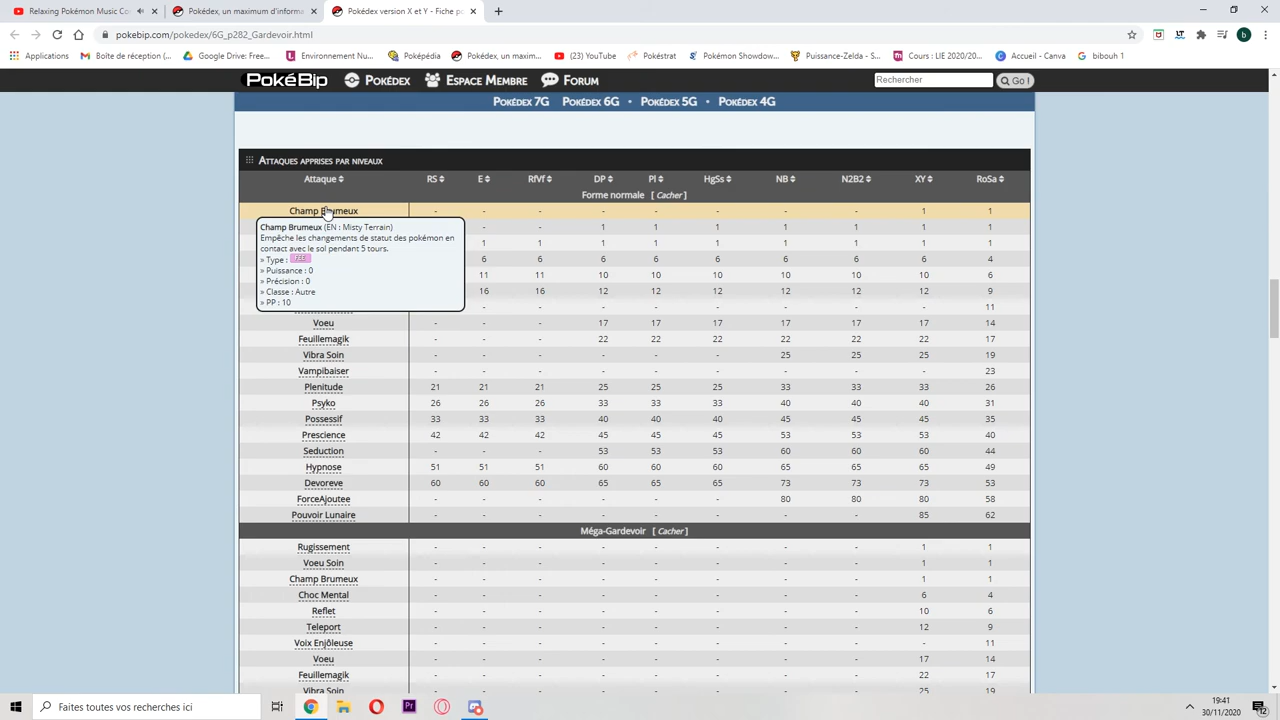 Relaxing Pokémon Music Co
Pokédex, un maximum d'informa
Pokédex version X et Y - Fiche po
pokebip.com/pokedex/6G_p282_Gardevoir.html
Applications
Boîte de réception (...
Google Drive: Free...
Environnement Nu...
Poképédia
Pokédex, un maxim...
(23) YouTube
Pokéstrat
Pokémon Showdow...
Puissance-Zelda - S...
Cours : LIE 2020/20...
Accueil - Canva
bibouh 1
PokéBip
Pokédex
Espace Membre
Forum
Rechercher
Go !
Pokédex 7G Pokédex 6G • Pokédex 5G • Pokédex 4G
Attaques apprises par niveaux
Attaque RS E RfVf DP Pl HgSs NB N2B2 XY RoSa
Forme normale [ Cacher ]
Champ Brumeux - - - - - - - - 1 1
Champ Brumeux (EN : Misty Terrain)
Empêche les changements de statut des pokémon en
contact avec le sol pendant 5 tours.
» Type : FEE
» Puissance : 0
» Précision : 0
» Classe : Autre
» PP : 10
- - 1 1 1 1 1 1 1
1 1 1 1 1 1 1 1 1
6 6 6 6 6 6 6 6 4
11 11 10 10 10 10 10 10 6
16 16 12 12 12 12 12 12 9
- - - - - - - - 11
Voeu - - - 17 17 17 17 17 17 14
Feuillemagik - - - 22 22 22 22 22 22 17
Vibra Soin - - - - - - 25 25 25 19
Vampibaiser - - - - - - - - - 23
Plenitude 21 21 21 25 25 25 33 33 33 26
Psyko 26 26 26 33 33 33 40 40 40 31
Possessif 33 33 33 40 40 40 45 45 45 35
Prescience 42 42 42 45 45 45 53 53 53 40
Seduction - - - 53 53 53 60 60 60 44
Hypnose 51 51 51 60 60 60 65 65 65 49
Devoreve 60 60 60 65 65 65 73 73 73 53
ForceAjoutee - - - - - - 80 80 80 58
Pouvoir Lunaire - - - - - - - - 85 62
Méga-Gardevoir [ Cacher ]
Rugissement - - - - - - - - 1 1
Voeu Soin - - - - - - - - 1 1
Champ Brumeux - - - - - - - - 1 1
Choc Mental - - - - - - - - 6 4
Reflet - - - - - - - - 10 6
Teleport - - - - - - - - 12 9
Voix Enjôleuse - - - - - - - - - 11
Voeu - - - - - - - - 17 14
Feuillemagik - - - - - - - - 22 17
Vibra Soin - - - - - - - - 25 19
Faites toutes vos recherches ici
19:41
30/11/2020
12